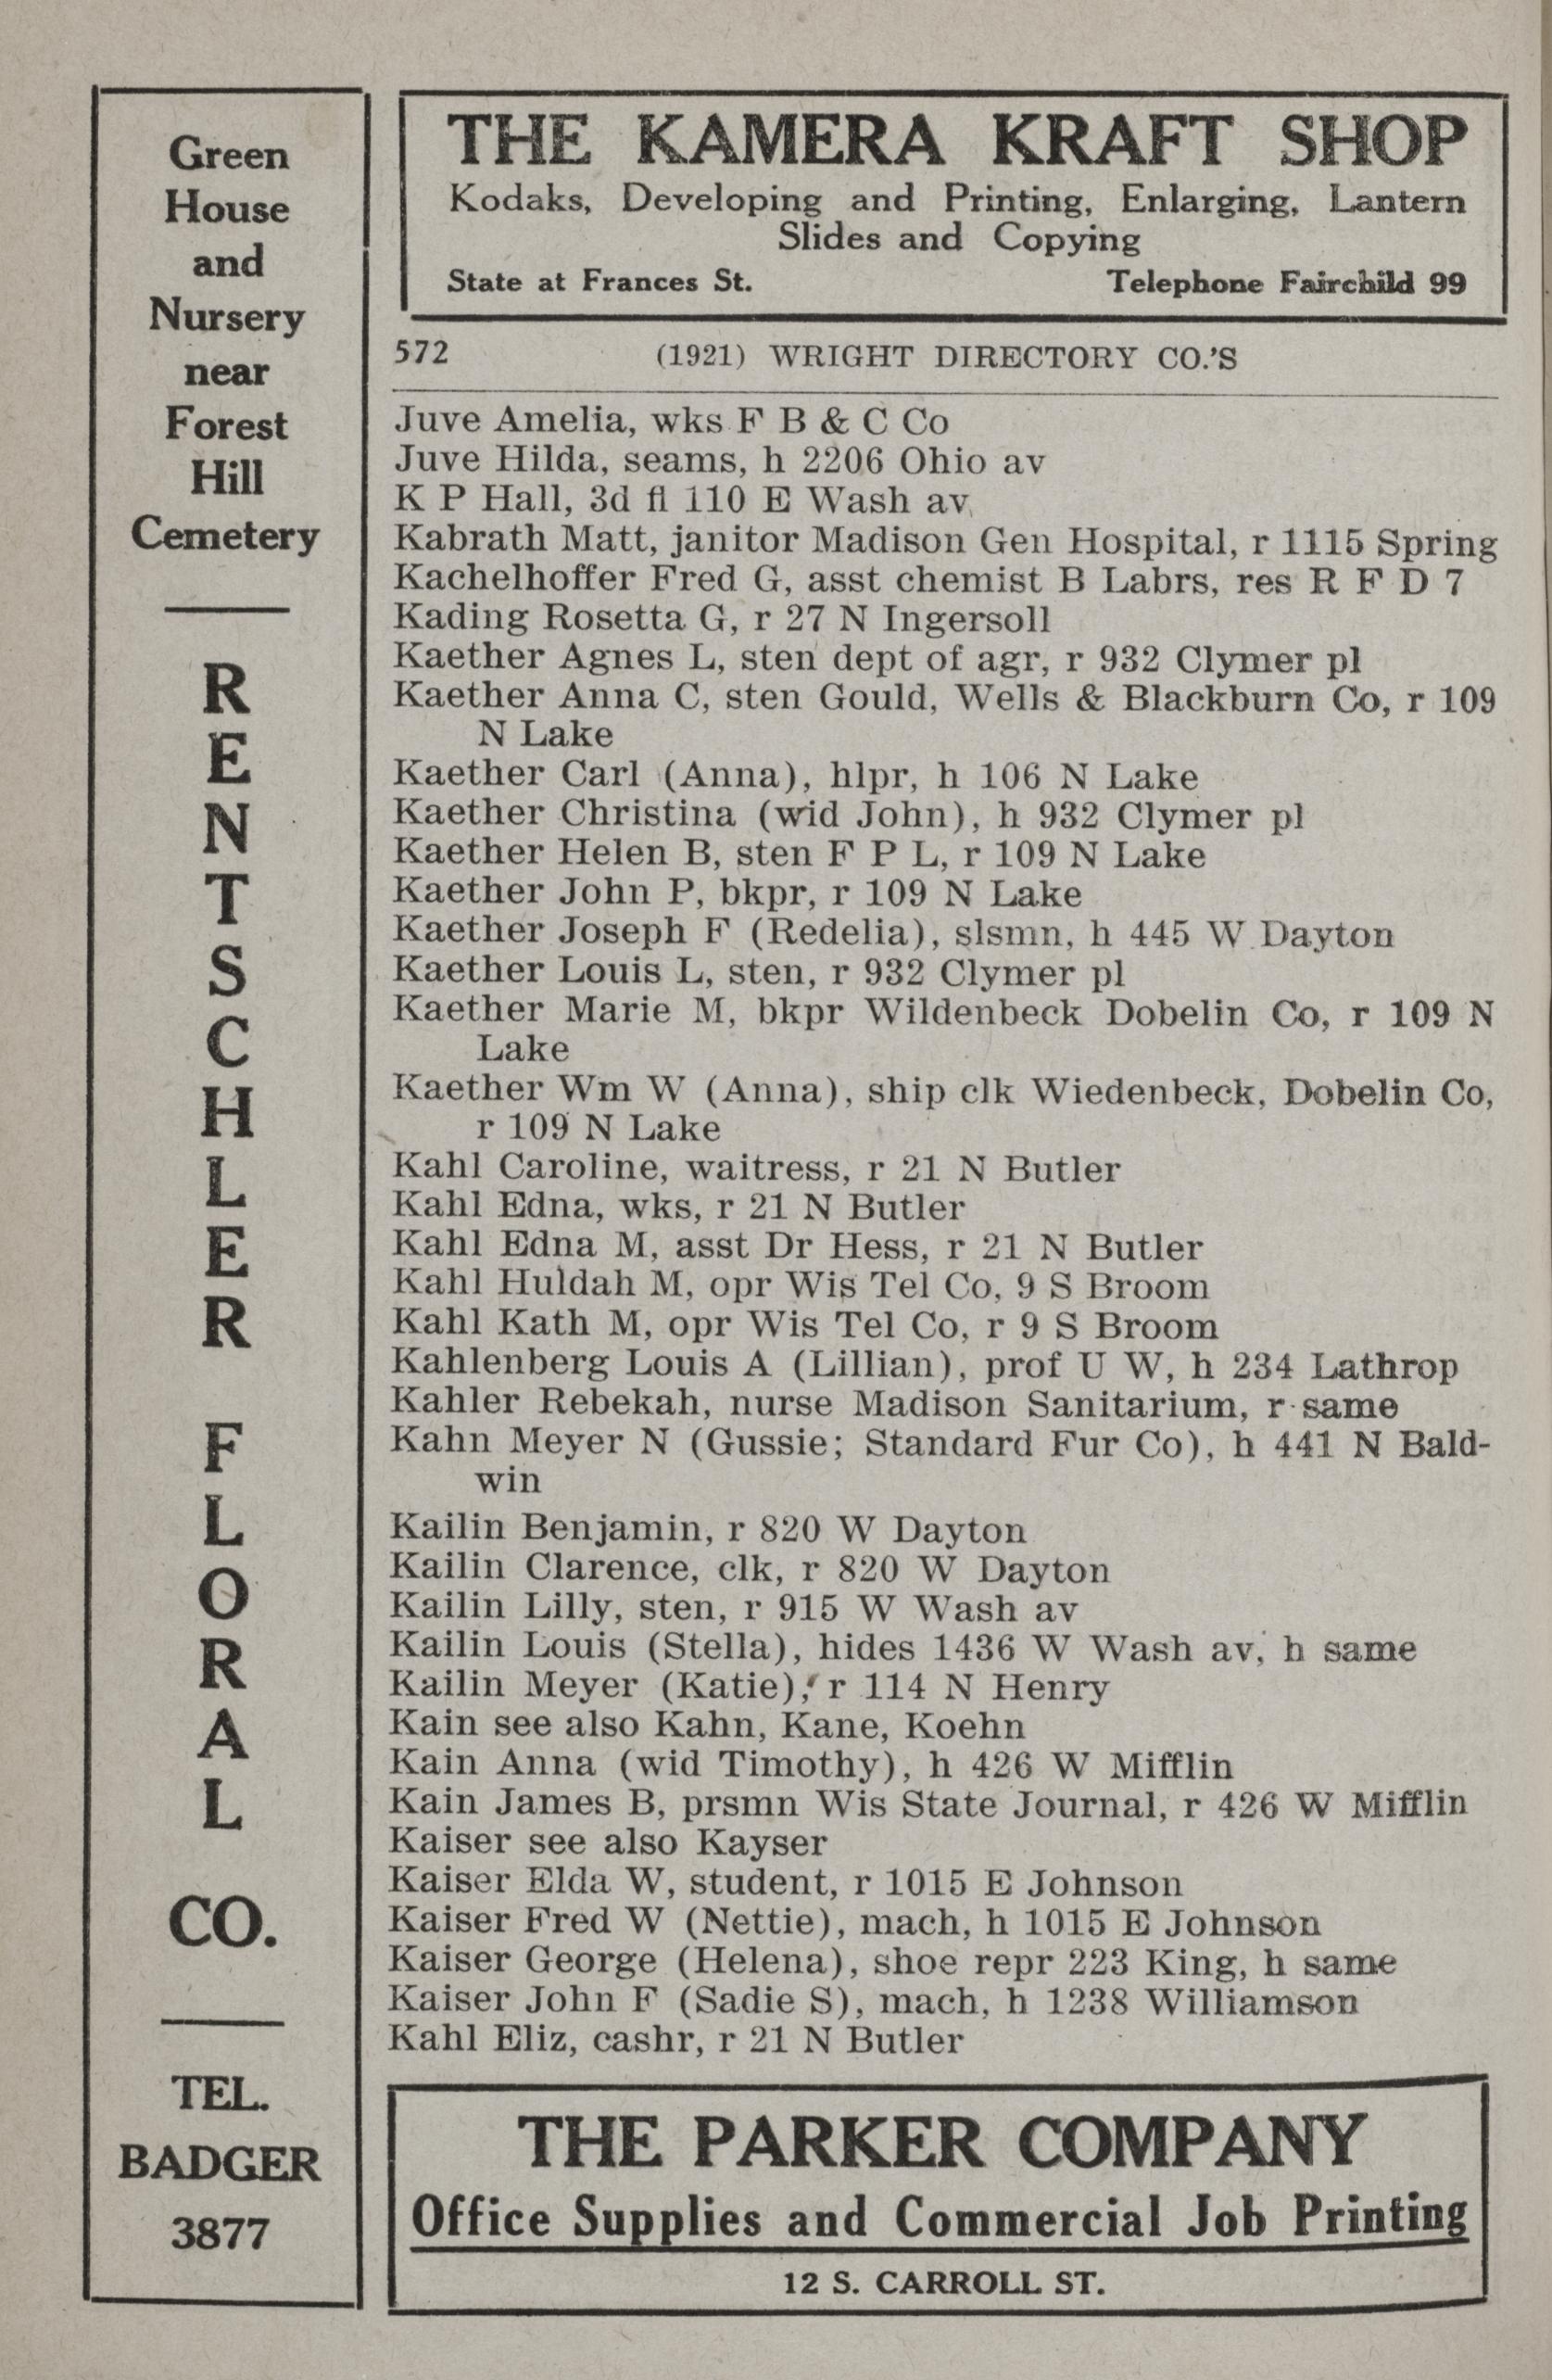 Green
House
and
Nursery
near
Forest
Hill
Cemetery
RENTSCHLER
FLORAL
CO.
TEL.
BADGER
3877
THE KAMERA KRAFT SHOP
Kodaks, Developing and Printing, Enlarging, Lantern
Slides and Copying
State at Frances St. Telephone Fairchild 99
572 (1921) WRIGHT DIRECTORY CO.'S
Juve Amelia, wks F B & C Co
Juve Hilda, seams, h 2206 Ohio av
K P Hall, 3d fl 110 E Wash av
Kabrath Matt, janitor Madison Gen Hospital, r 1115 Spring
Kachelhoffer Fred G, asst chemist B Labrs, res R F D 7
Kading Rosetta G, r 27 N Ingersoll
Kaether Agnes L, sten dept of agr, r 932 Clymer pl
Kaether Anna C, sten Gould, Wells & Blackburn Co, r 109
N Lake
Kaether Carl (Anna), hlpr, h 106 N Lake
Kaether Christina (wid John), h 932 Clymer pl
Kaether Helen B, sten F P L, r 109 N Lake
Kaether John P, bkpr, r 109 N Lake
Kaether Joseph F (Redelia), slsmn, h 445 W Dayton
Kaether Louis L, sten, r 932 Clymer pl
Kaether Marie M, bkpr Wildenbeck Dobelin Co, r 109 N
Lake
Kaether Wm W (Anna), ship clk Wiedenbeck, Dobelin Co,
r 109 N Lake
Kahl Caroline, waitress, r 21 N Butler
Kahl Edna, wks, r 21 N Butler
Kahl Edna M, asst Dr Hess, r 21 N Butler
Kahl Huldah M, opr Wis Tel Co, 9 S Broom
Kahl Kath M, opr Wis Tel Co, r 9 S Broom
Kahlenberg Louis A (Lillian), prof U W, h 234 Lathrop
Kahler Rebekah, nurse Madison Sanitarium, r same
Kahn Meyer N (Gussie; Standard Fur Co), h 441 N Bald-
win
Kailin Benjamin, r 820 W Dayton
Kailin Clarence, clk, r 820 W Dayton
Kailin Lilly, sten, r 915 W Wash av
Kailin Louis (Stella), hides 1436 W Wash av, h same
Kailin Meyer (Katie), r 114 N Henry
Kain see also Kahn, Kane, Koehn
Kain Anna (wid Timothy), h 426 W Mifflin
Kain James B, prsmn Wis State Journal, r 426 W Mifflin
Kaiser see also Kayser
Kaiser Elda W, student, r 1015 E Johnson
Kaiser Fred W (Nettie), mach, h 1015 E Johnson
Kaiser George (Helena), shoe repr 223 King, h same
Kaiser John F (Sadie S), mach, h 1238 Williamson
Kahl Eliz, cashr, r 21 N Butler
THE PARKER COMPANY
Office Supplies and Commercial Job Printing
12 S. CARROLL ST.